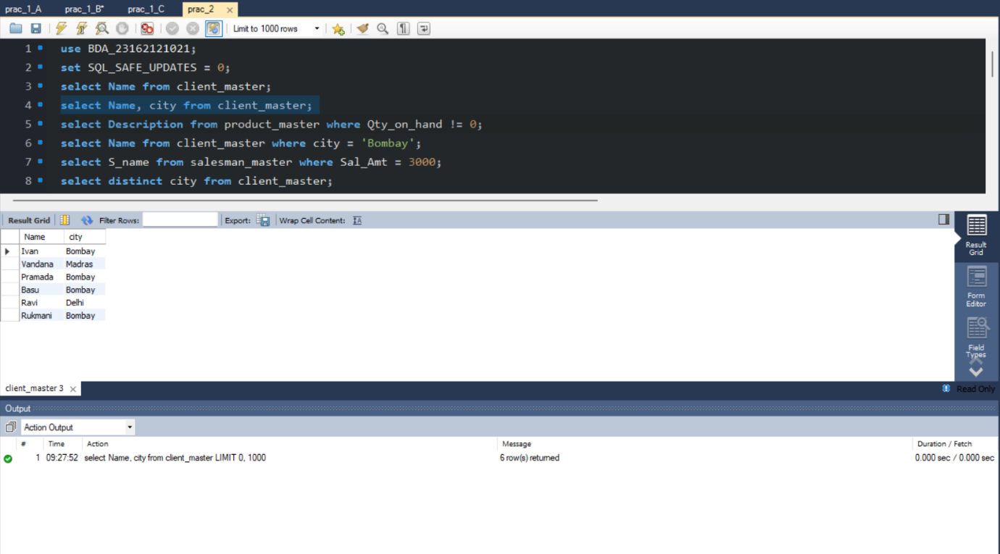 prac_1_A prac_1_B* prac_1_C prac_2
Limit to 1000 rows
1 use BDA_23162121021;
2 set SQL_SAFE_UPDATES = 0;
3 select Name from client_master;
4 select Name, city from client_master;
5 select Description from product_master where Qty_on_hand != 0;
6 select Name from client_master where city = 'Bombay';
7 select S_name from salesman_master where Sal_Amt = 3000;
8 select distinct city from client_master;
Result Grid Filter Rows: Export: Wrap Cell Content: IA
Name city
Ivan Bombay
Vandana Madras
Pramada Bombay
Basu Bombay
Ravi Delhi
Rukmani Bombay
Result
Grid
Form
Editor
Field
Types
client_master 3
Read Only
Output
Action Output
# Time Action Message Duration / Fetch
1 09:27:52 select Name, city from client_master LIMIT 0, 1000 6 row(s) returned 0.000 sec / 0.000 sec